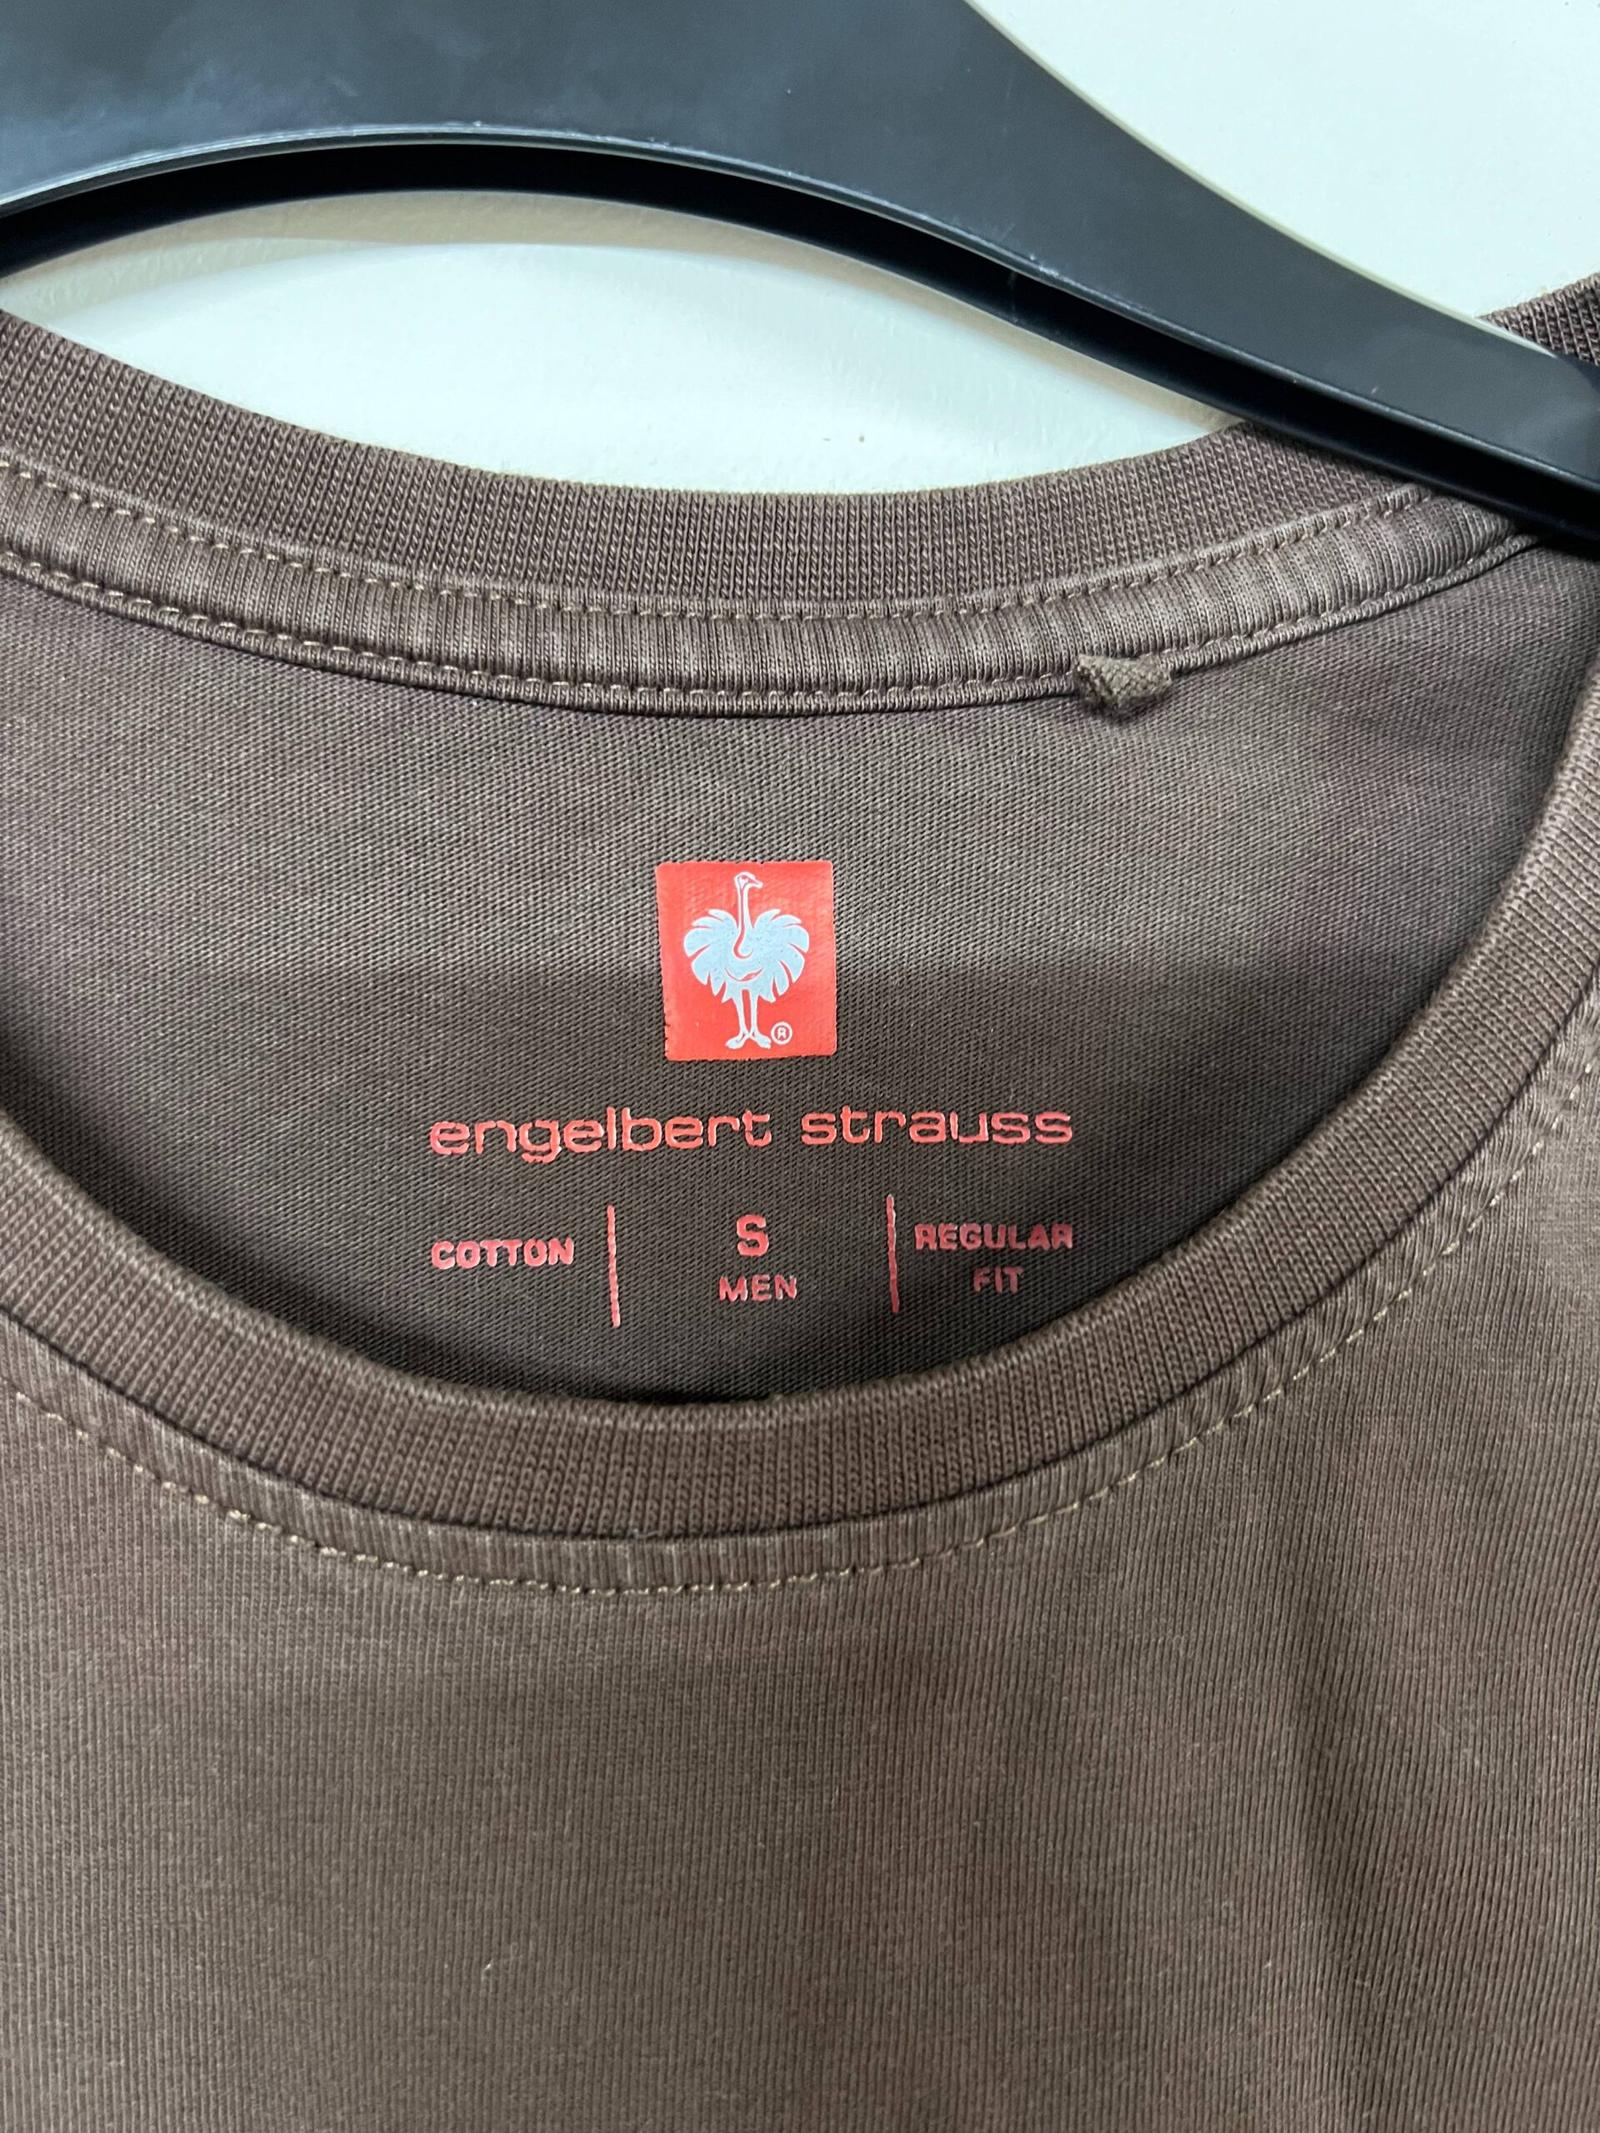 ®
engelbert strauss
COTTON
S
MEN
REGULAR
FIT